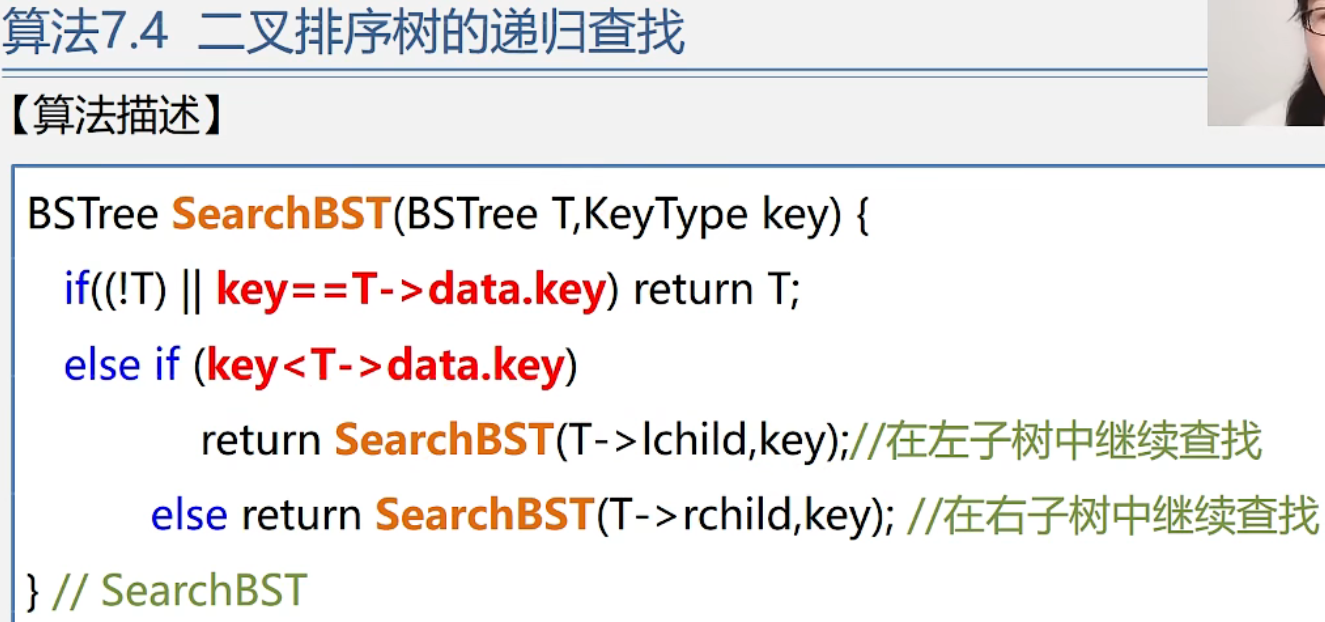 算法7.4 二叉排序树的递归查找
【算法描述】
BSTree SearchBST(BSTree T,KeyType key) {
if((!T) || key==T->data.key) return T;
else if (key<T->data.key)
return SearchBST(T->lchild,key);//在左子树中继续查找
else return SearchBST(T->rchild,key); //在右子树中继续查找
} // SearchBST